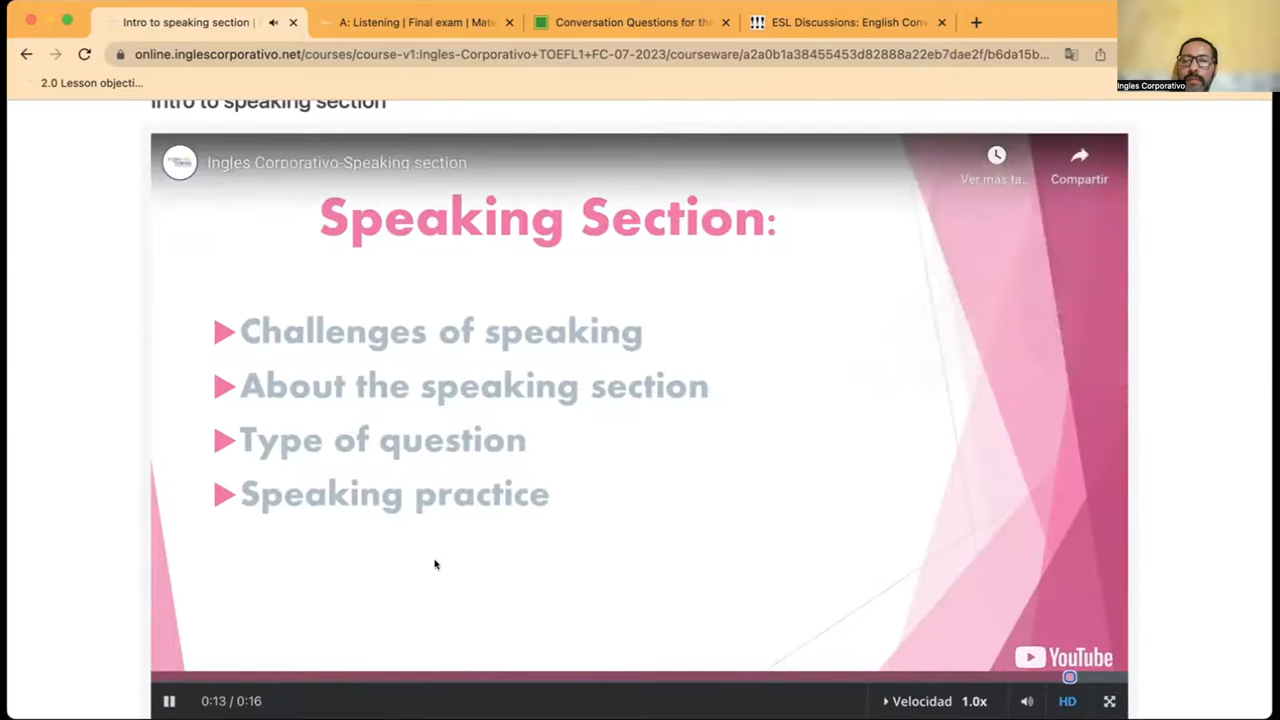 Intro to speaking section |
A: Listening | Final exam | Mate
Conversation Questions for the
ESL Discussions: English Conv
online.inglescorporativo.net/courses/course-v1:Ingles-Corporativo+TOEFL1+FC-07-2023/courseware/a2a0b1a38455453d82888a22eb7dae2f/b6da15b...
Ingles Corporativo
2.0 Lesson objecti...
Intro to speaking section
Ingles Corporativo-Speaking section
Ver más ta...
Compartir
Speaking Section:
Challenges of speaking
About the speaking section
Type of question
Speaking practice
YouTube
0:13 / 0:16
Velocidad 1.0x
HD